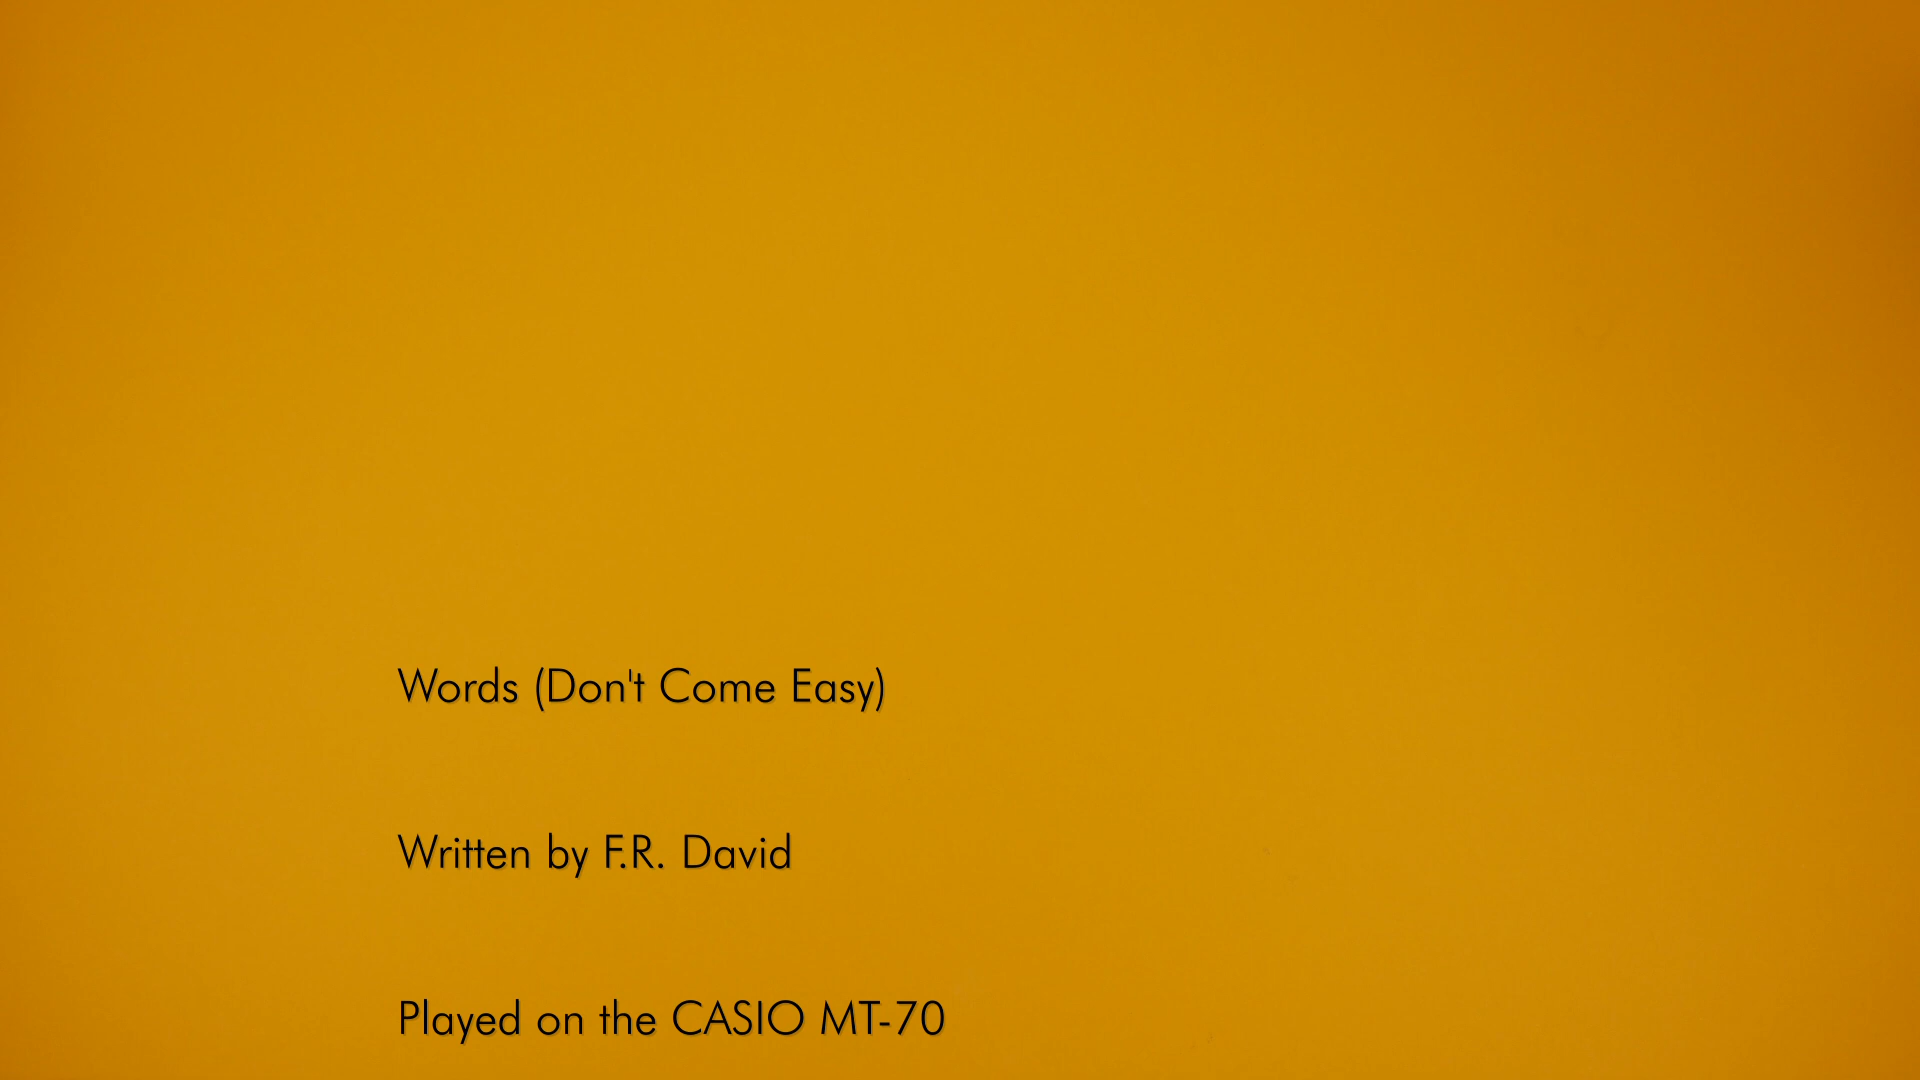 Words (Don't Come Easy)
Written by F.R. David
Played on the CASIO MT-70